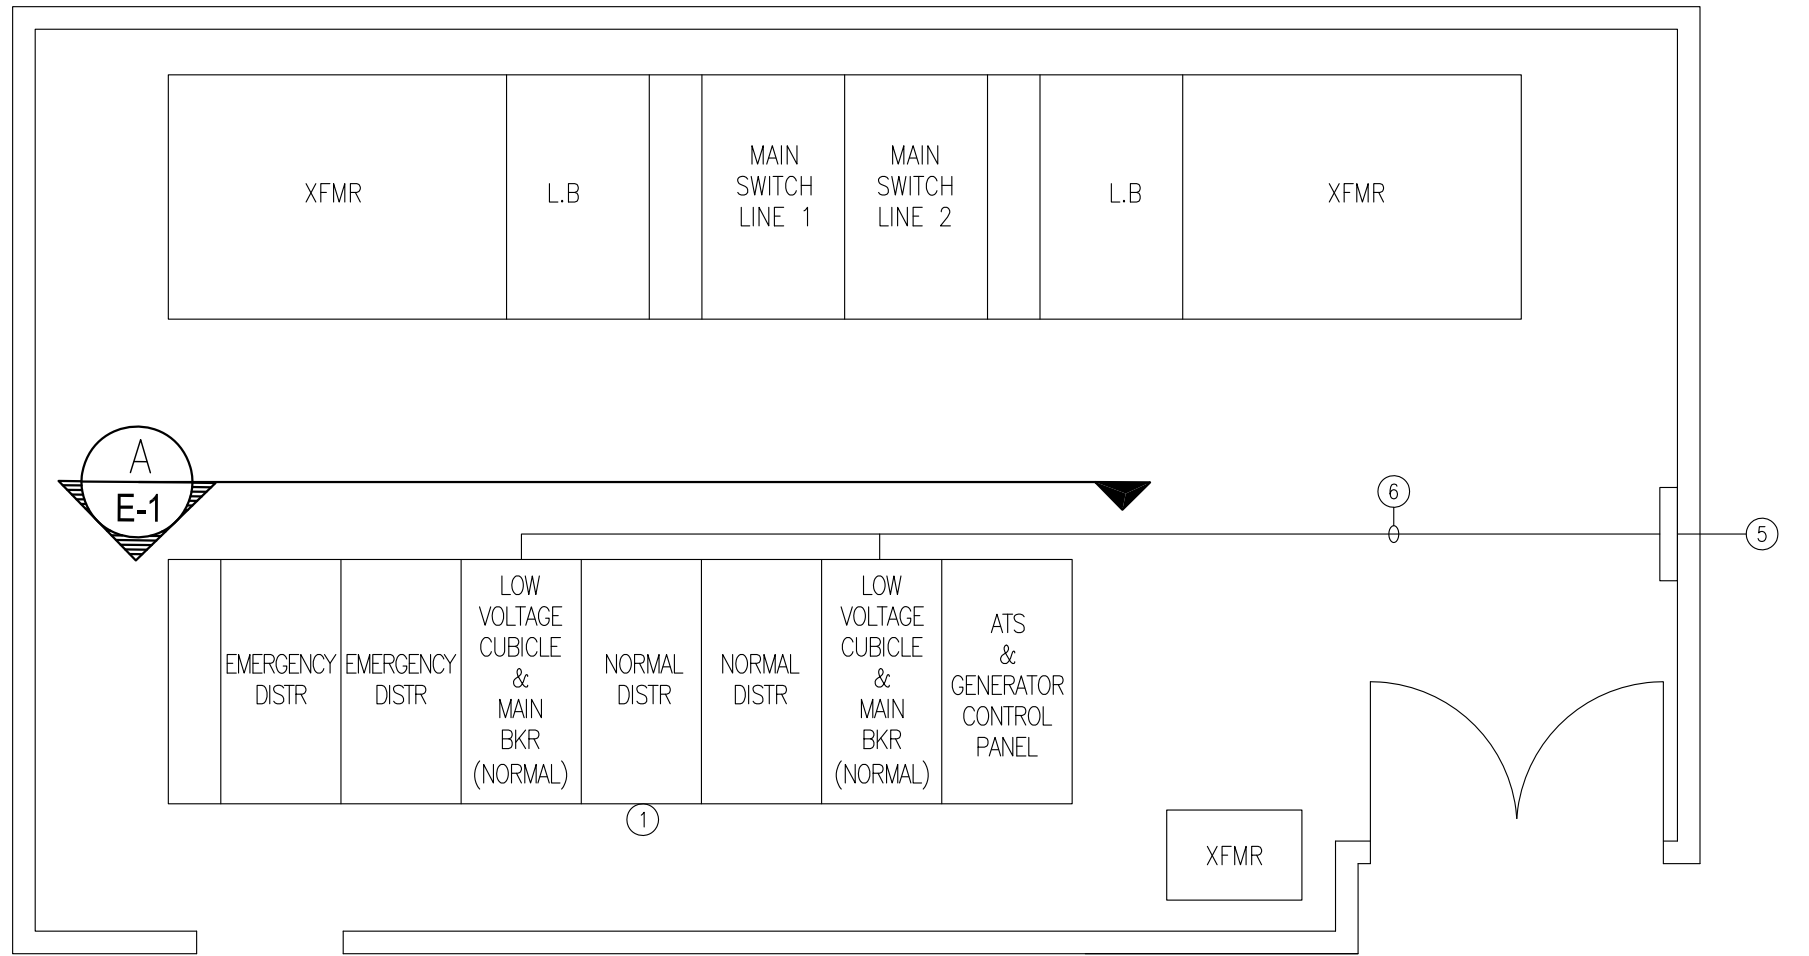 XFMR
L.B
MAIN
SWITCH
LINE 1
MAIN
SWITCH
LINE 2
L.B
XFMR
A
E-1
6
5
EMERGENCY
DISTR
EMERGENCY
DISTR
LOW
VOLTAGE
CUBICLE
&
MAIN
BKR
(NORMAL)
NORMAL
DISTR
NORMAL
DISTR
LOW
VOLTAGE
CUBICLE
&
MAIN
BKR
(NORMAL)
ATS
&
GENERATOR
CONTROL
PANEL
1
XFMR